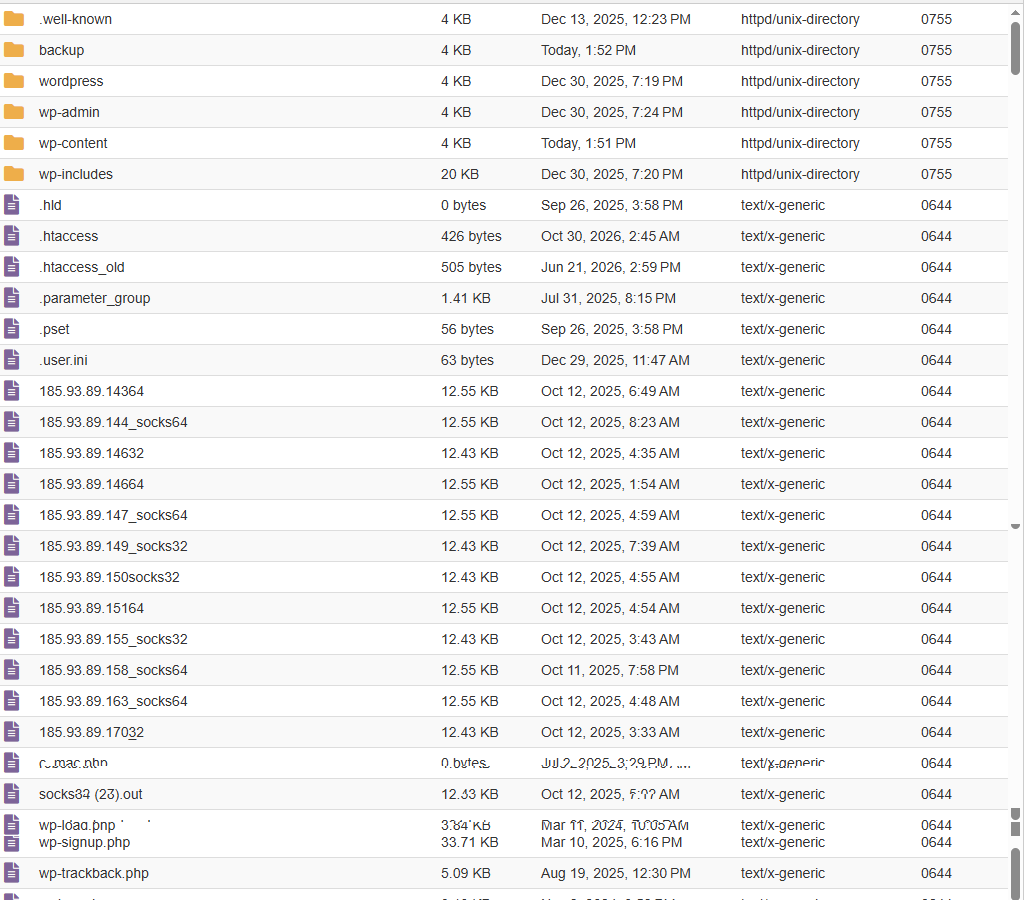 .well-known 4 KB Dec 13, 2025, 12:23 PM httpd/unix-directory 0755
backup 4 KB Today, 1:52 PM httpd/unix-directory 0755
wordpress 4 KB Dec 30, 2025, 7:19 PM httpd/unix-directory 0755
wp-admin 4 KB Dec 30, 2025, 7:24 PM httpd/unix-directory 0755
wp-content 4 KB Today, 1:51 PM httpd/unix-directory 0755
wp-includes 20 KB Dec 30, 2025, 7:20 PM httpd/unix-directory 0755
.hld 0 bytes Sep 26, 2025, 3:58 PM text/x-generic 0644
.htaccess 426 bytes Oct 30, 2026, 2:45 AM text/x-generic 0644
.htaccess_old 505 bytes Jun 21, 2026, 2:59 PM text/x-generic 0644
.parameter_group 1.41 KB Jul 31, 2025, 8:15 PM text/x-generic 0644
.pset 56 bytes Sep 26, 2025, 3:58 PM text/x-generic 0644
.user.ini 63 bytes Dec 29, 2025, 11:47 AM text/x-generic 0644
185.93.89.14364 12.55 KB Oct 12, 2025, 6:49 AM text/x-generic 0644
185.93.89.144_socks64 12.55 KB Oct 12, 2025, 8:23 AM text/x-generic 0644
185.93.89.14632 12.43 KB Oct 12, 2025, 4:35 AM text/x-generic 0644
185.93.89.14664 12.55 KB Oct 12, 2025, 1:54 AM text/x-generic 0644
185.93.89.147_socks64 12.55 KB Oct 12, 2025, 4:59 AM text/x-generic 0644
185.93.89.149_socks32 12.43 KB Oct 12, 2025, 7:39 AM text/x-generic 0644
185.93.89.150socks32 12.43 KB Oct 12, 2025, 4:55 AM text/x-generic 0644
185.93.89.15164 12.55 KB Oct 12, 2025, 4:54 AM text/x-generic 0644
185.93.89.155_socks32 12.43 KB Oct 12, 2025, 3:43 AM text/x-generic 0644
185.93.89.158_socks64 12.55 KB Oct 11, 2025, 7:58 PM text/x-generic 0644
185.93.89.163_socks64 12.55 KB Oct 12, 2025, 4:48 AM text/x-generic 0644
185.93.89.17032 12.43 KB Oct 12, 2025, 3:33 AM text/x-generic 0644
0 bytes text/x-generic 0644
Oct 12, 2025, text/x-generic 0644
text/x-generic 0644
wp-signup.php 33.71 KB Mar 10, 2025, 6:16 PM text/x-generic 0644
wp-trackback.php 5.09 KB Aug 19, 2025, 12:30 PM text/x-generic 0644